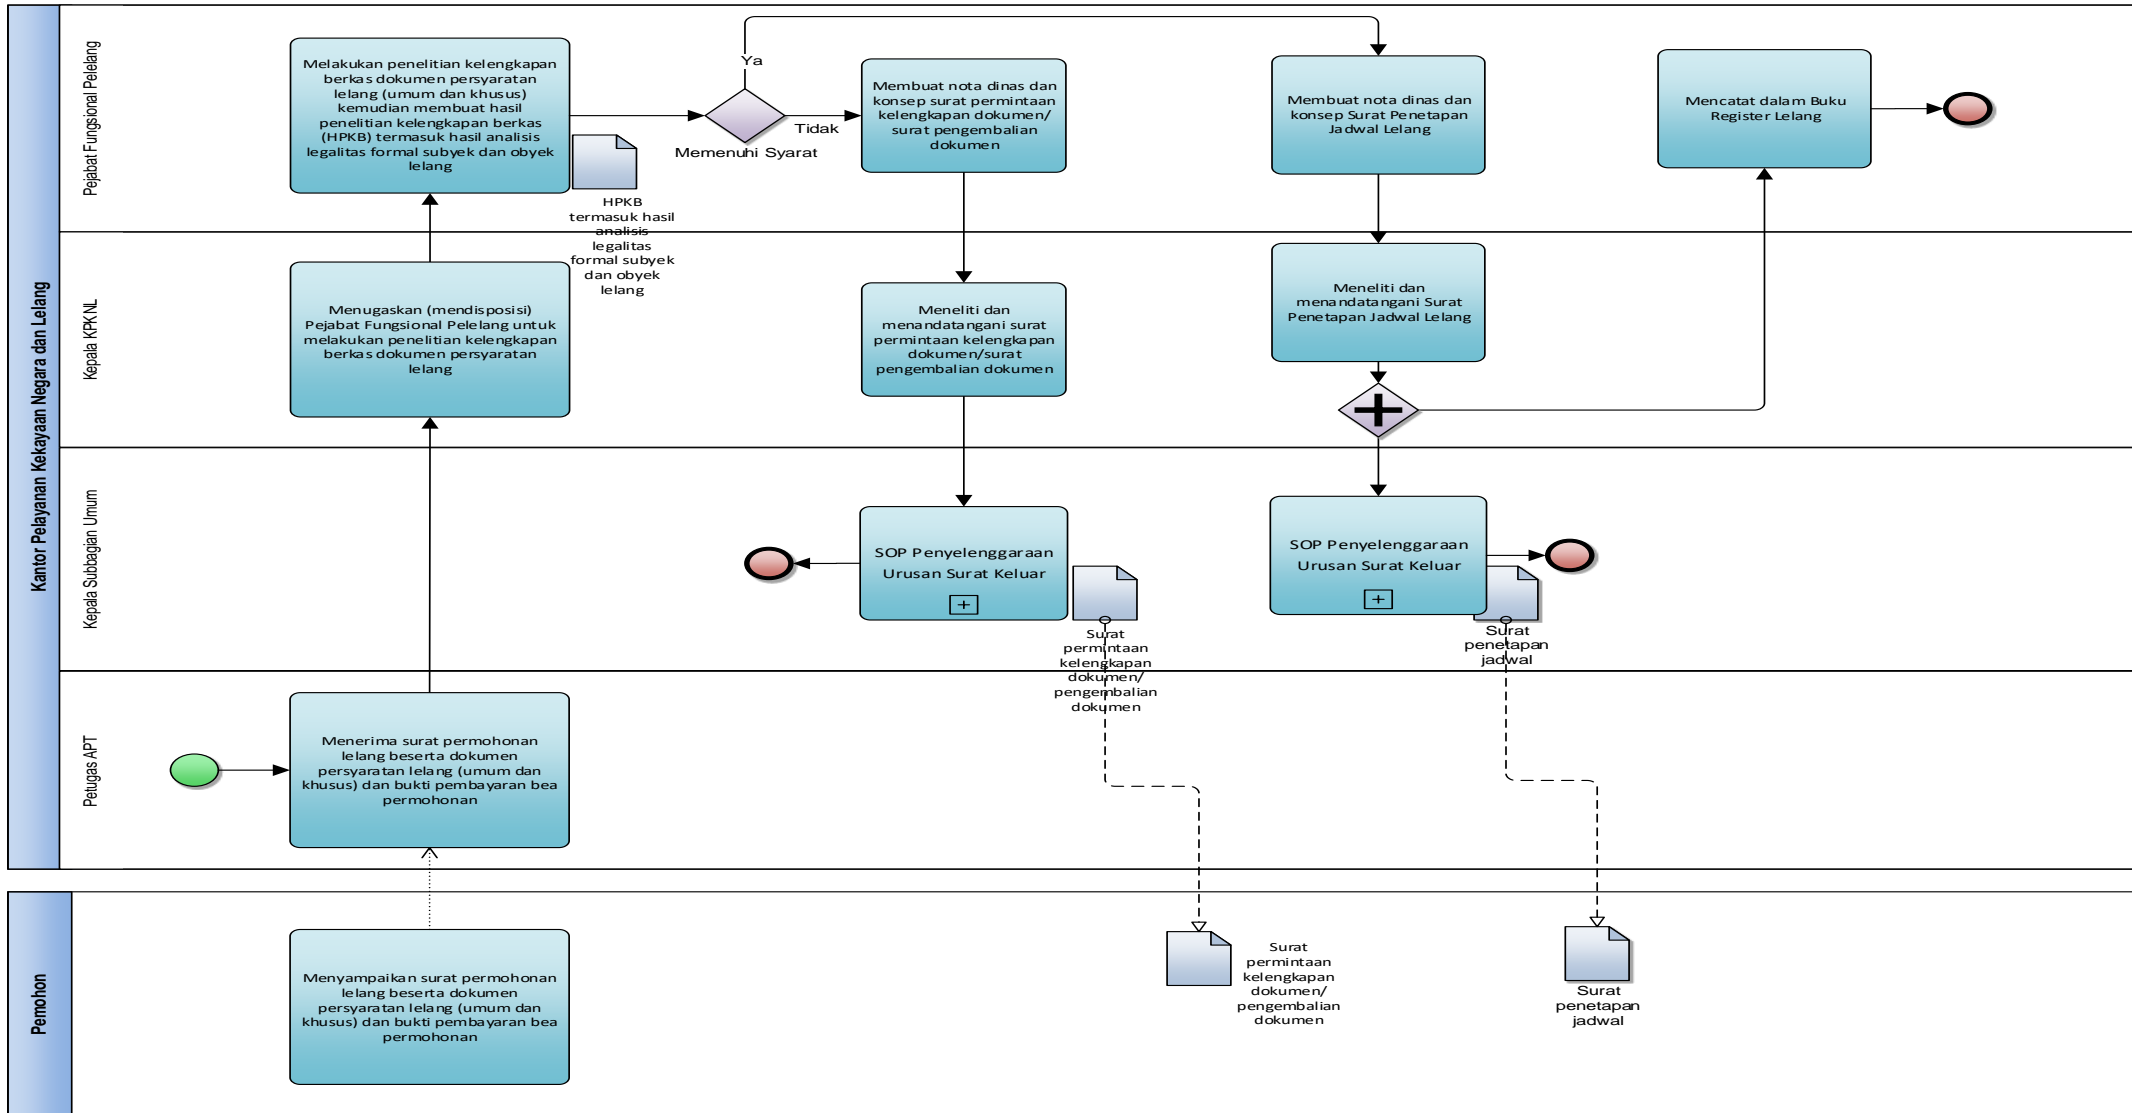 Kantor Pelayanan Kekayaan Negara dan Lelang
Pejabat Fungsional Pelelang
Melakukan penelitian kelengkapan
berkas dokumen persyaratan
lelang (umum dan khusus)
kemudian membuat hasil
penelitian kelengkapan berkas
(HPKB) termasuk hasil analisis
legalitas formal subyek dan obyek
lelang
HPKB
termasuk hasil
analisis
legalitas
formal subyek
dan obyek
lelang
Ya
Tidak
Memenuhi Syarat
Membuat nota dinas dan
konsep surat permintaan
kelengkapan dokumen/
surat pengembalian
dokumen
Membuat nota dinas dan
konsep Surat Penetapan
Jadwal Lelang
Mencatat dalam Buku
Register Lelang
Kepala KPKNL
Menugaskan (mendisposisi)
Pejabat Fungsional Pelelang untuk
melakukan penelitian kelengkapan
berkas dokumen persyaratan
lelang
Meneliti dan
menandatangani surat
permintaan kelengkapan
dokumen/surat
pengembalian dokumen
Meneliti dan
menandatangani Surat
Penetapan Jadwal Lelang
Kepala Subbagian Umum
SOP Penyelenggaraan
Urusan Surat Keluar
Surat
permintaan
kelengkapan
dokumen/
pengembalian
dokumen
SOP Penyelenggaraan
Urusan Surat Keluar
Surat
penetapan
jadwal
Petugas APT
Menerima surat permohonan
lelang beserta dokumen
persyaratan lelang (umum dan
khusus) dan bukti pembayaran bea
permohonan
Pemohon
Menyampaikan surat permohonan
lelang beserta dokumen
persyaratan lelang (umum dan
khusus) dan bukti pembayaran bea
permohonan
Surat
permintaan
kelengkapan
dokumen/
pengembalian
dokumen
Surat
penetapan
jadwal